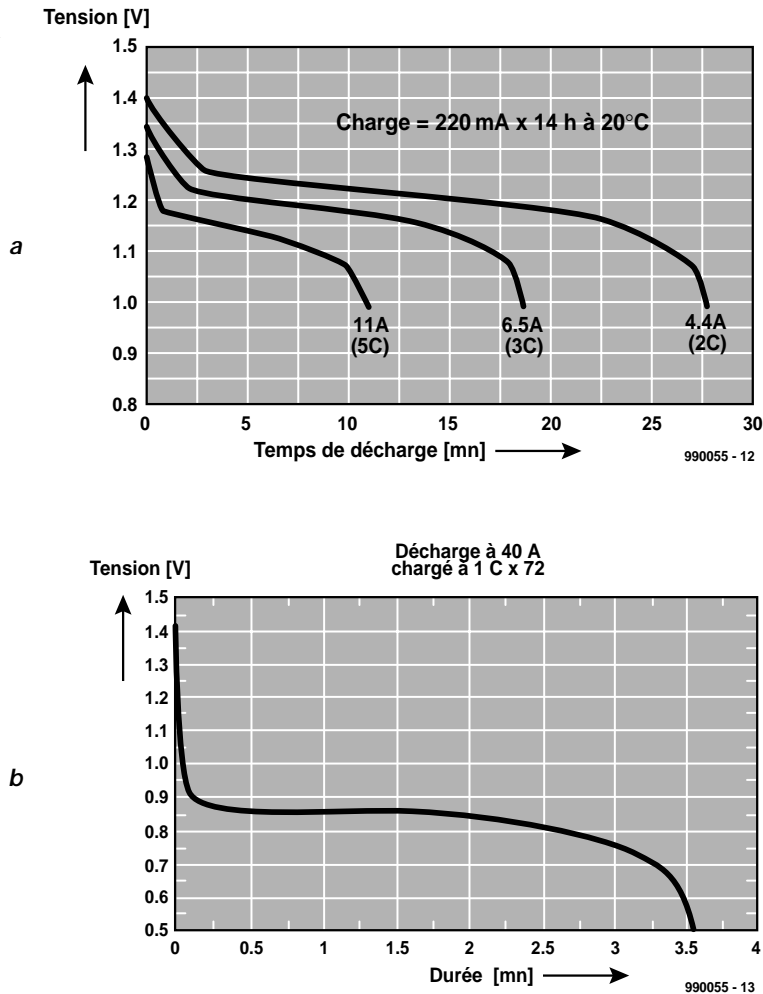 Tension [V]
1.5
1.4
1.3
1.2
1.1
1.0
0.9
0.8
Charge = 220 mA x 14 h à 20°C
11A
(5C)
6.5A
(3C)
4.4A
(2C)
0 5 10 15 20 25 30
Temps de décharge [mn]
990055 - 12
a
Décharge à 40 A
chargé à 1 C x 72
Tension [V]
1.5
1.4
1.3
1.2
1.1
1.0
0.9
0.8
0.7
0.6
0.5
0 0.5 1 1.5 2 2.5 3 3.5 4
Durée [mn]
990055 - 13
b